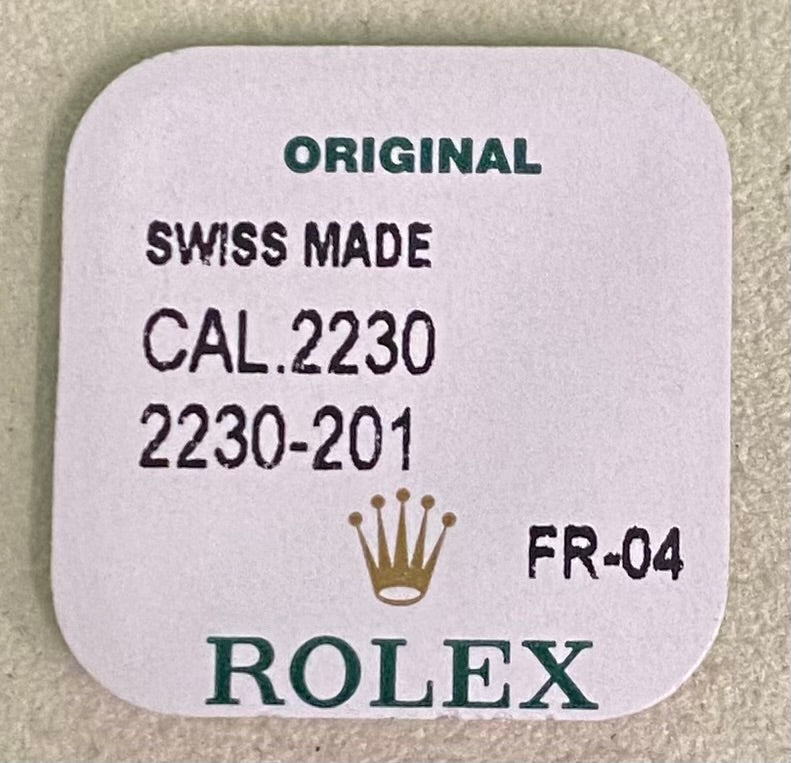 ORIGINAL
SWISS MADE
CAL.2230
2230-201
FR-04
ROLEX